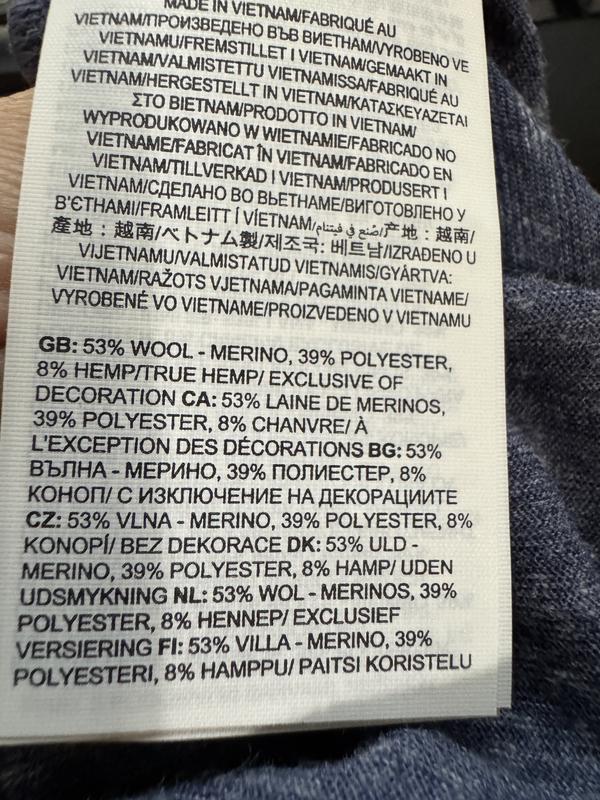 MADE IN VIETNAM/FABRIQUÉ AU
VIETNAM/ПРОИЗВЕДЕНО ВЪВ ВИЕТНАМ/VYROBENO VE
VIETNAMU/FREMSTILLET I VIETNAM/GEMAAKT IN
VIETNAM/VALMISTETTU VIETNAMISSA/FABRIQUÉ AU
VIETNAM/HERGESTELLT IN VIETNAM/ΚΑΤΑΣΚΕΥΑΖΕΤΑΙ
ΣΤΟ ΒΙΕΤΝΑΜ/PRODOTTO IN VIETNAM/
WYPRODUKOWANO W WIETNAMIE/FABRICADO NO
VIETNAME/FABRICAT ÎN VIETNAM/FABRICADO EN
VIETNAM/TILLVERKAD I VIETNAM/PRODUSERT I
VIETNAM/СДЕЛАНО ВО ВЬЕТНАМЕ/ВИГОТОВЛЕНО У
В'ЄТНАМІ/FRAMLEITT Í VÍETNAM/صُنع في فيتنام/产地：越南/
產地：越南/ベトナム製/제조국: 베트남/IZRAĐENO U
VIJETNAMU/VALMISTATUD VIETNAMIS/GYÁRTVA:
VIETNAM/RAŽOTS VJETNAMA/PAGAMINTA VIETNAME/
VYROBENÉ VO VIETNAME/PROIZVEDENO V VIETNAMU
GB: 53% WOOL - MERINO, 39% POLYESTER,
8% HEMP/TRUE HEMP/ EXCLUSIVE OF
DECORATION CA: 53% LAINE DE MERINOS,
39% POLYESTER, 8% CHANVRE/ À
L'EXCEPTION DES DÉCORATIONS BG: 53%
ВЪЛНА - МЕРИНО, 39% ПОЛИЕСТЕР, 8%
КОНОП/ С ИЗКЛЮЧЕНИЕ НА ДЕКОРАЦИИТЕ
CZ: 53% VLNA - MERINO, 39% POLYESTER, 8%
KONOPÍ/ BEZ DEKORACE DK: 53% ULD -
MERINO, 39% POLYESTER, 8% HAMP/ UDEN
UDSMYKNING NL: 53% WOL - MERINOS, 39%
POLYESTER, 8% HENNEP/ EXCLUSIEF
VERSIERING FI: 53% VILLA - MERINO, 39%
POLYESTERI, 8% HAMPPU/ PAITSI KORISTELU